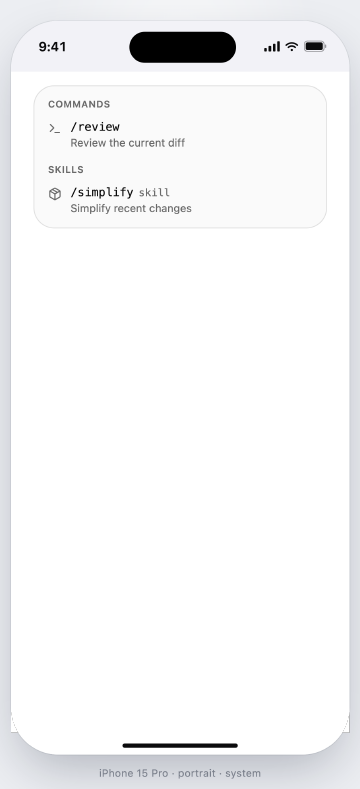 9:41
COMMANDS
/review
Review the current diff
SKILLS
/simplify skill
Simplify recent changes
iPhone 15 Pro · portrait · system